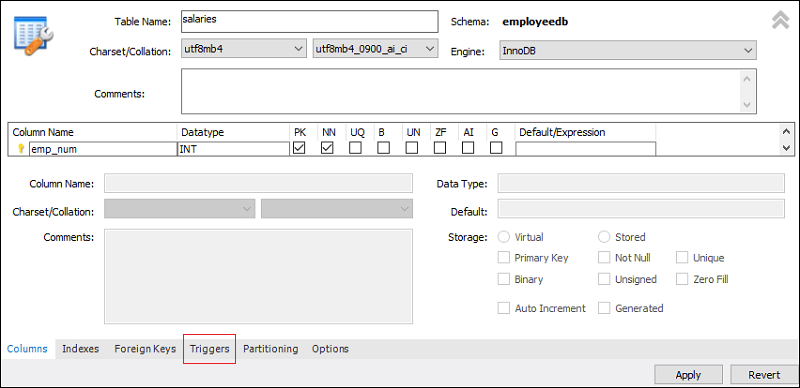 Table Name: salaries Schema: employeedb
Charset/Collation: utf8mb4 utf8mb4_0900_ai_ci Engine: InnoDB
Comments:
Column Name Datatype PK NN UQ B UN ZF AI G Default/Expression
emp_num INT
Column Name: Data Type:
Charset/Collation: Default:
Comments: Storage: Virtual Stored
Primary Key Not Null Unique
Binary Unsigned Zero Fill
Auto Increment Generated
Columns Indexes Foreign Keys Triggers Partitioning Options
Apply Revert